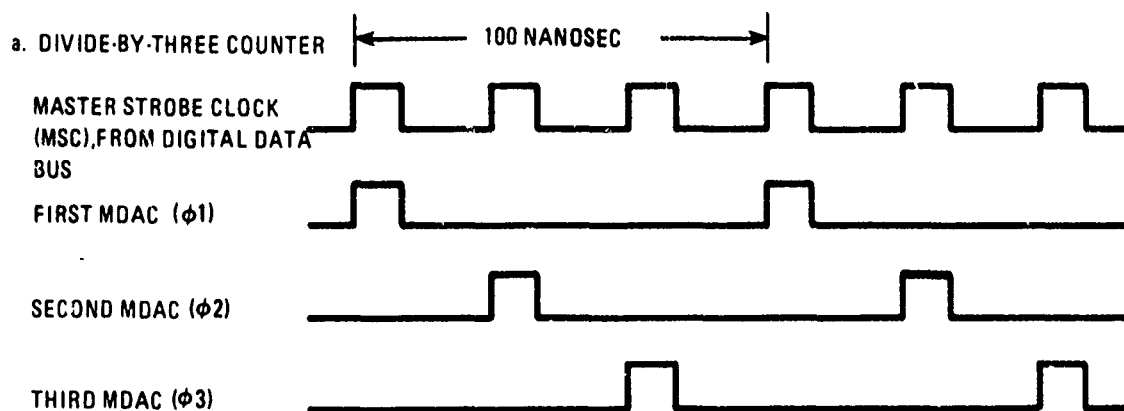 a. DIVIDE-BY-THREE COUNTER
100 NANOSEC
MASTER STROBE CLOCK
(MSC), FROM DIGITAL DATA
BUS
FIRST MDAC (ϕ1)
SECOND MDAC (ϕ2)
THIRD MDAC (ϕ3)